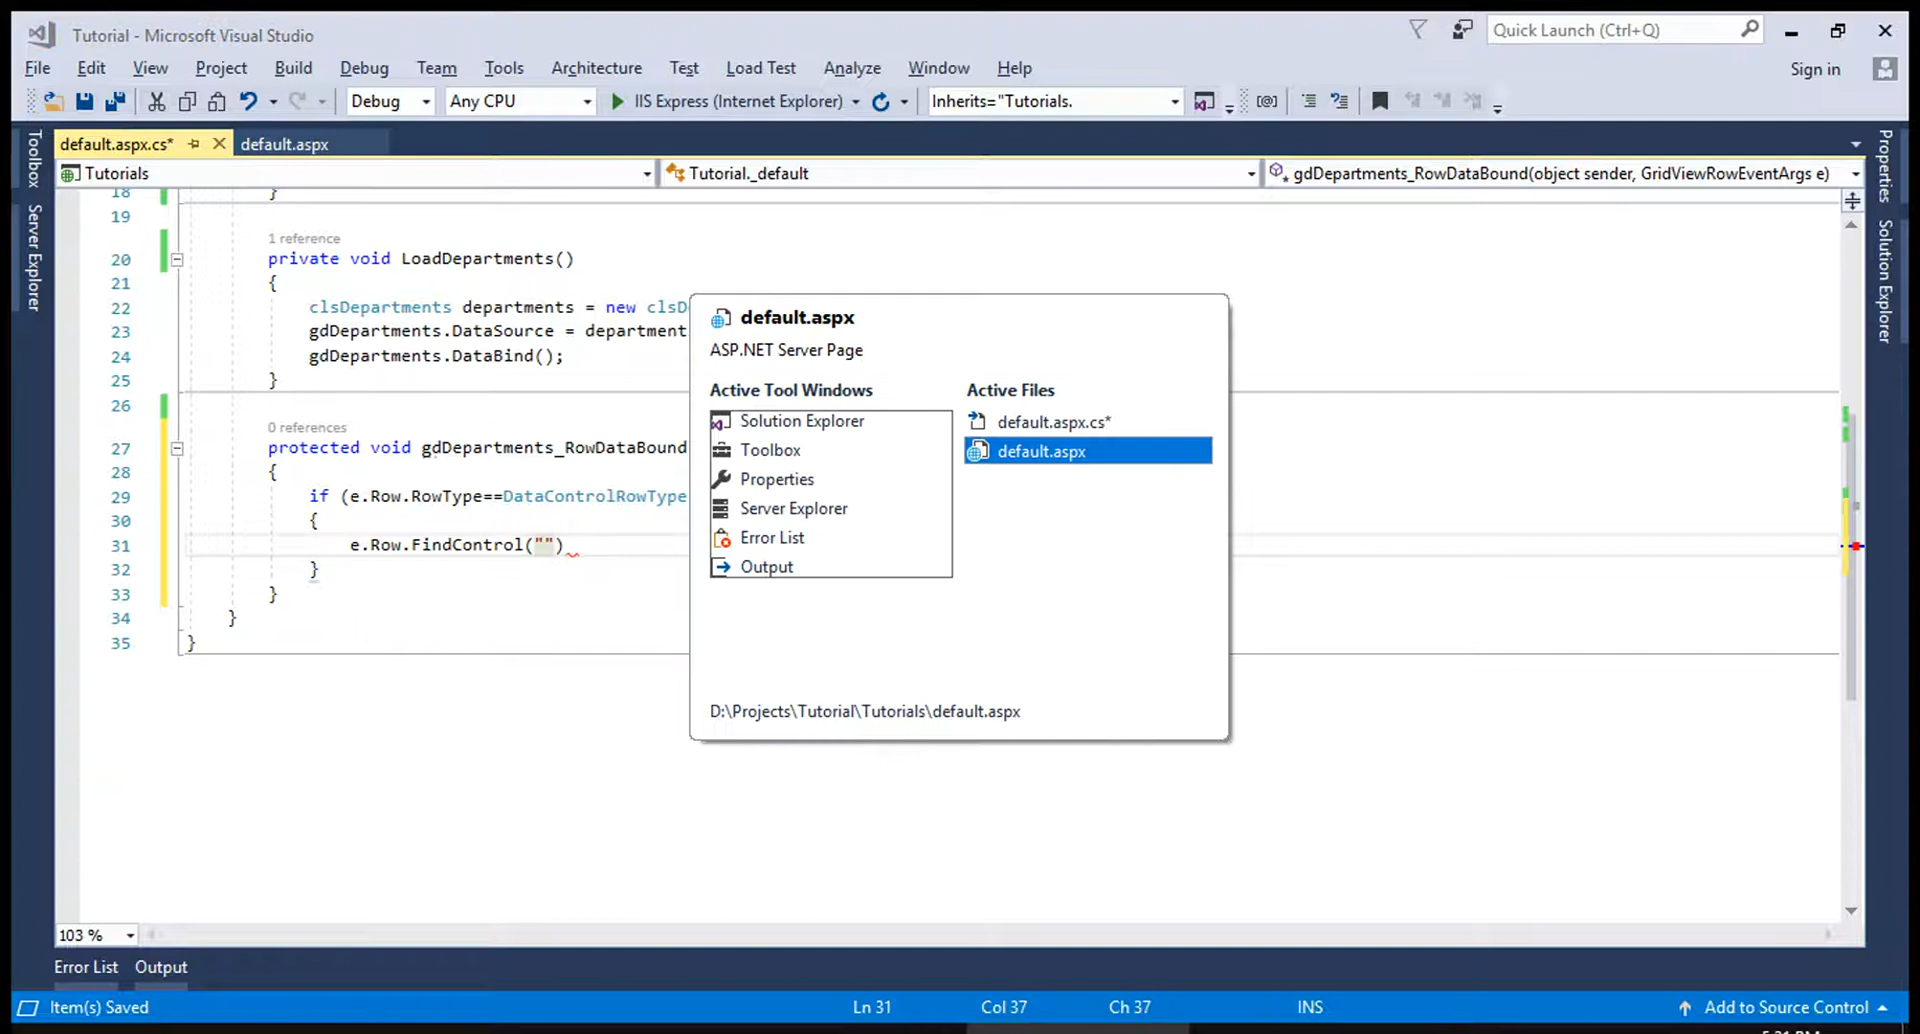 Tutorial - Microsoft Visual Studio
Quick Launch (Ctrl+Q)
File Edit View Project Build Debug Team Tools Architecture Test Load Test Analyze Window Help
Sign in
Debug Any CPU IIS Express (Internet Explorer) Inherits="Tutorials.
default.aspx.cs* default.aspx
Tutorials Tutorial._default gdDepartments_RowDataBound(object sender, GridViewRowEventArgs e)
Toolbox
Server Explorer
Properties
Solution Explorer
18 }
19
1 reference
20 private void LoadDepartments()
21 {
22 clsDepartments departments = new clsD
23 gdDepartments.DataSource = department
24 gdDepartments.DataBind();
25 }
26
0 references
27 protected void gdDepartments_RowDataBound
28 {
29 if (e.Row.RowType==DataControlRowType
30 {
31 e.Row.FindControl("")
32 }
33 }
34 }
35 }
default.aspx
ASP.NET Server Page
Active Tool Windows
Solution Explorer
Toolbox
Properties
Server Explorer
Error List
Output
Active Files
default.aspx.cs*
default.aspx
D:\Projects\Tutorial\Tutorials\default.aspx
103 %
Error List Output
Item(s) Saved Ln 31 Col 37 Ch 37 INS Add to Source Control